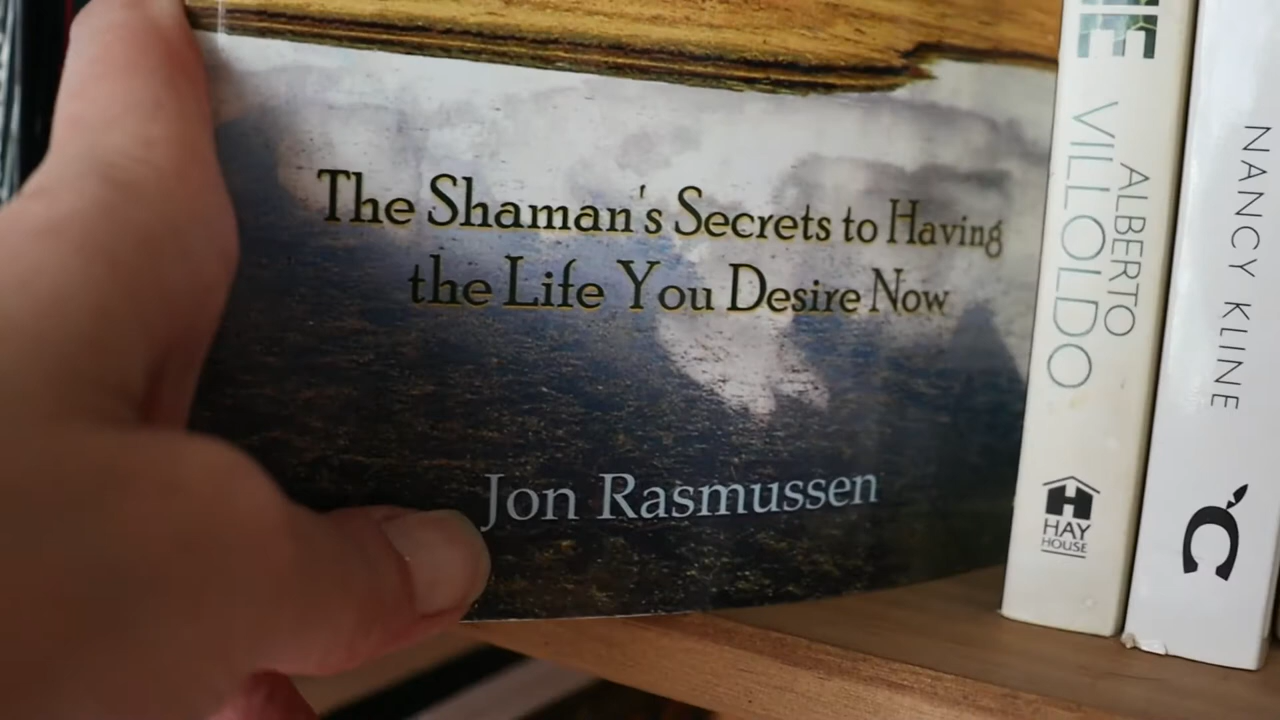 The Shaman's Secrets to Having
the Life You Desire Now
Jon Rasmussen
ALBERTO
VILLOLDO
HAY
HOUSE
NANCY KLINE